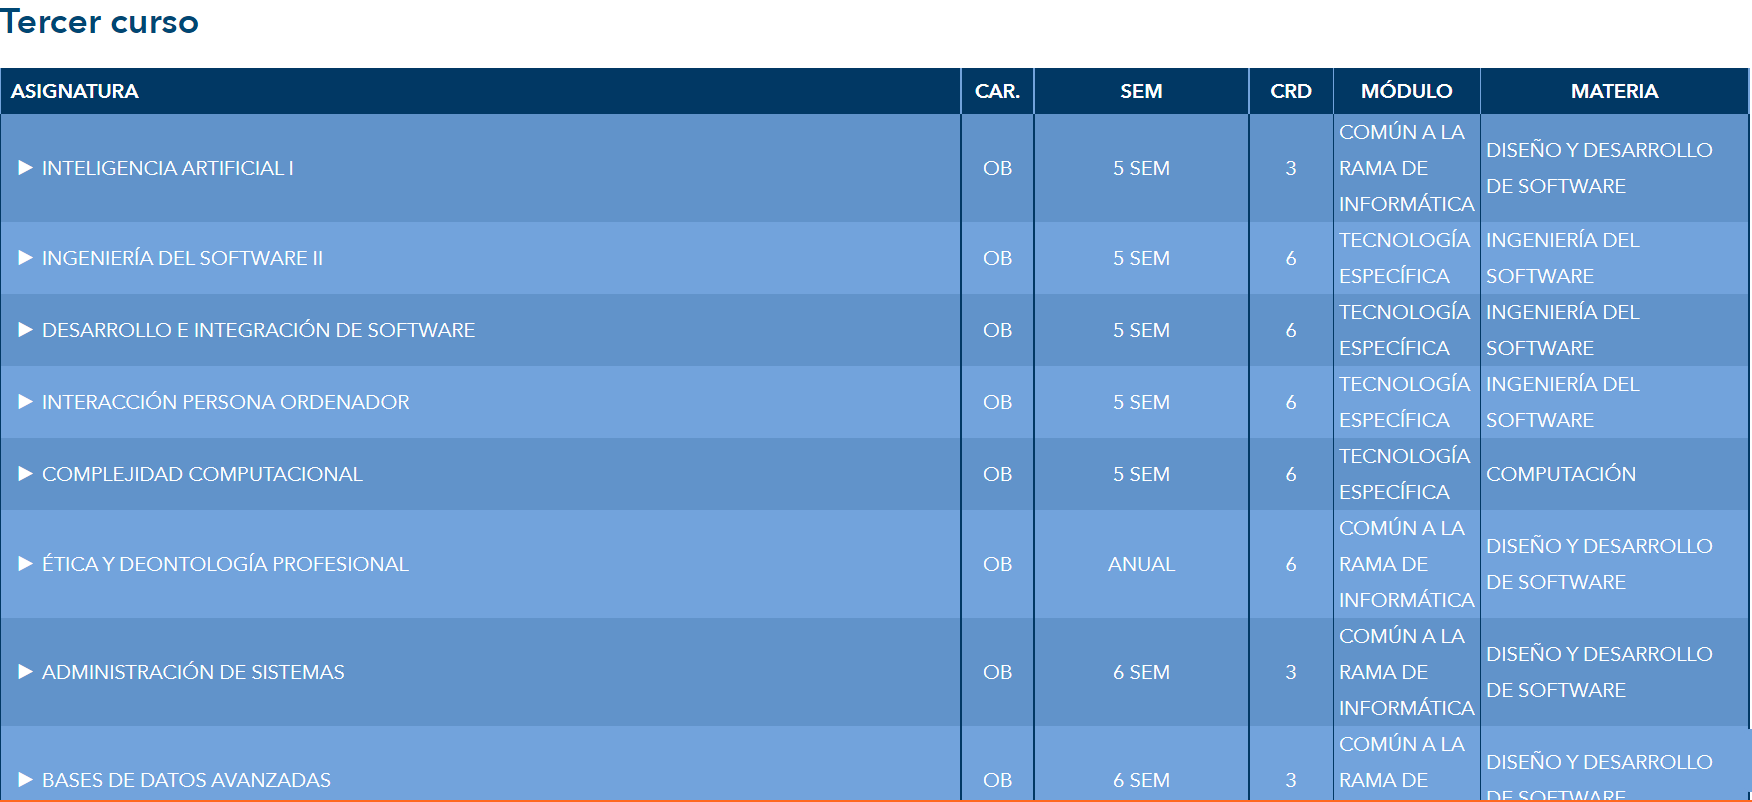 Tercer curso
ASIGNATURA CAR. SEM CRD MÓDULO MATERIA
INTELIGENCIA ARTIFICIAL I OB 5 SEM 3 COMÚN A LA RAMA DE INFORMÁTICA DISEÑO Y DESARROLLO DE SOFTWARE
INGENIERÍA DEL SOFTWARE II OB 5 SEM 6 TECNOLOGÍA ESPECÍFICA INGENIERÍA DEL SOFTWARE
DESARROLLO E INTEGRACIÓN DE SOFTWARE OB 5 SEM 6 TECNOLOGÍA ESPECÍFICA INGENIERÍA DEL SOFTWARE
INTERACCIÓN PERSONA ORDENADOR OB 5 SEM 6 TECNOLOGÍA ESPECÍFICA INGENIERÍA DEL SOFTWARE
COMPLEJIDAD COMPUTACIONAL OB 5 SEM 6 TECNOLOGÍA ESPECÍFICA COMPUTACIÓN
ÉTICA Y DEONTOLOGÍA PROFESIONAL OB ANUAL 6 COMÚN A LA RAMA DE INFORMÁTICA DISEÑO Y DESARROLLO DE SOFTWARE
ADMINISTRACIÓN DE SISTEMAS OB 6 SEM 3 COMÚN A LA RAMA DE INFORMÁTICA DISEÑO Y DESARROLLO DE SOFTWARE
BASES DE DATOS AVANZADAS OB 6 SEM 3 COMÚN A LA RAMA DE DISEÑO Y DESARROLLO DE SOFTWARE